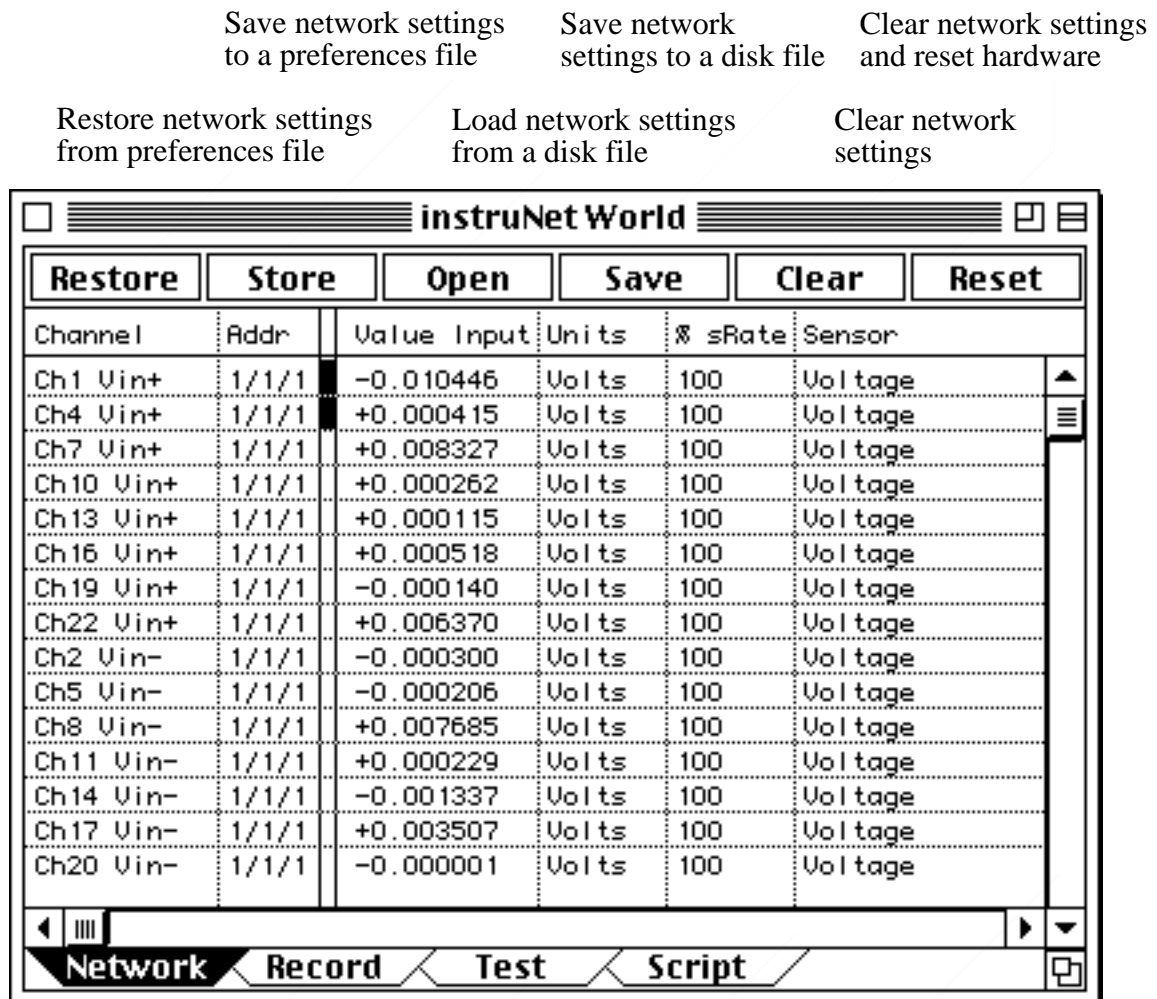 Save network settings
to a preferences file
Save network
settings to a disk file
Clear network settings
and reset hardware
Restore network settings
from preferences file
Load network settings
from a disk file
Clear network
settings
instruNet World
Restore Store Open Save Clear Reset
Channel Addr Value Input Units % sRate Sensor
Ch1 Vin+ 1/1/1 -0.010446 Volts 100 Voltage
Ch4 Vin+ 1/1/1 +0.000415 Volts 100 Voltage
Ch7 Vin+ 1/1/1 +0.008327 Volts 100 Voltage
Ch10 Vin+ 1/1/1 +0.000262 Volts 100 Voltage
Ch13 Vin+ 1/1/1 +0.000115 Volts 100 Voltage
Ch16 Vin+ 1/1/1 +0.000518 Volts 100 Voltage
Ch19 Vin+ 1/1/1 -0.000140 Volts 100 Voltage
Ch22 Vin+ 1/1/1 +0.006370 Volts 100 Voltage
Ch2 Vin- 1/1/1 -0.000300 Volts 100 Voltage
Ch5 Vin- 1/1/1 -0.000206 Volts 100 Voltage
Ch8 Vin- 1/1/1 +0.007685 Volts 100 Voltage
Ch11 Vin- 1/1/1 +0.000229 Volts 100 Voltage
Ch14 Vin- 1/1/1 -0.001337 Volts 100 Voltage
Ch17 Vin- 1/1/1 +0.003507 Volts 100 Voltage
Ch20 Vin- 1/1/1 -0.000001 Volts 100 Voltage
Network Record Test Script